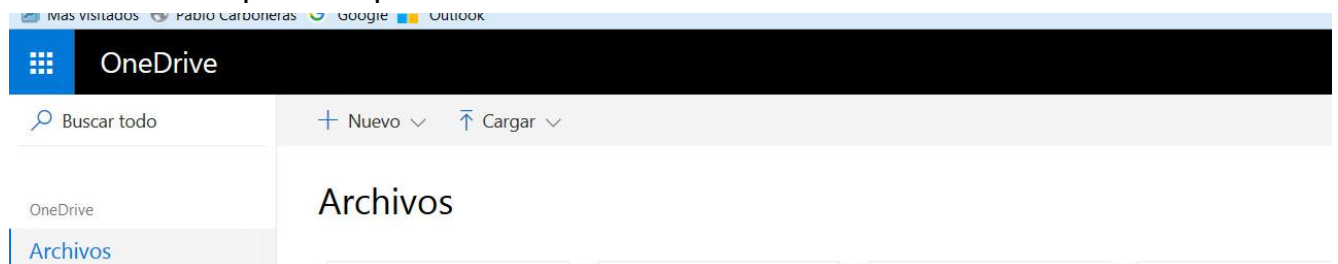 Más visitados Pablo Carboneras Google Outlook
OneDrive
Buscar todo
Nuevo Cargar
Archivos
OneDrive
Archivos